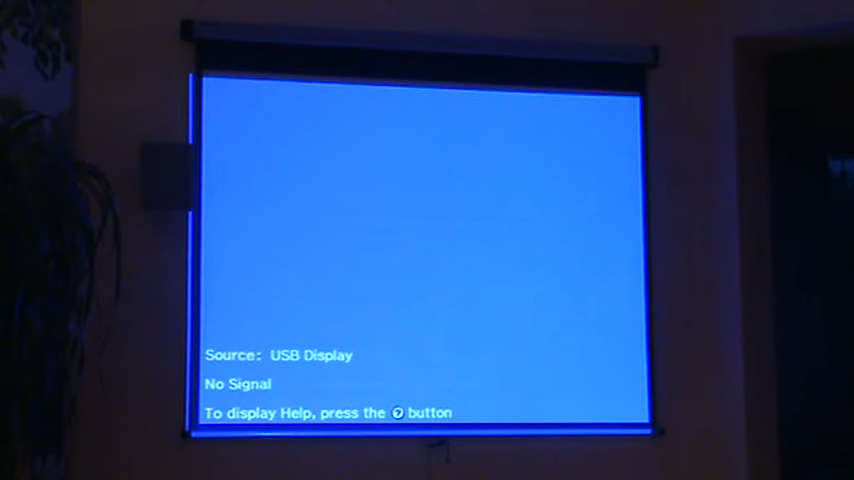 Source: USB Display
No Signal
To display Help, press the ? button